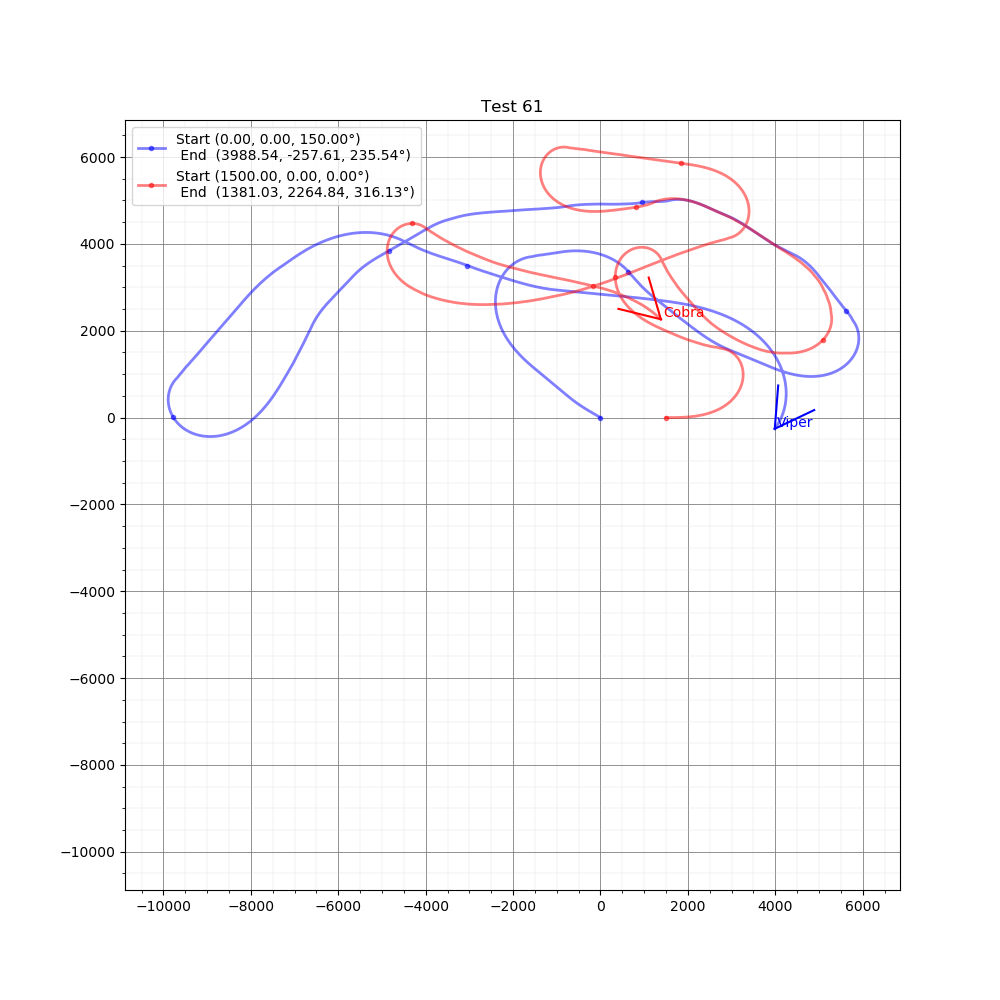 Test 61
Start (0.00, 0.00, 150.00°)
End  (3988.54, -257.61, 235.54°)
Start (1500.00, 0.00, 0.00°)
End  (1381.03, 2264.84, 316.13°)
6000
4000
2000
0
−2000
−4000
−6000
−8000
−10000
Cobra
Viper
−10000 −8000 −6000 −4000 −2000 0 2000 4000 6000